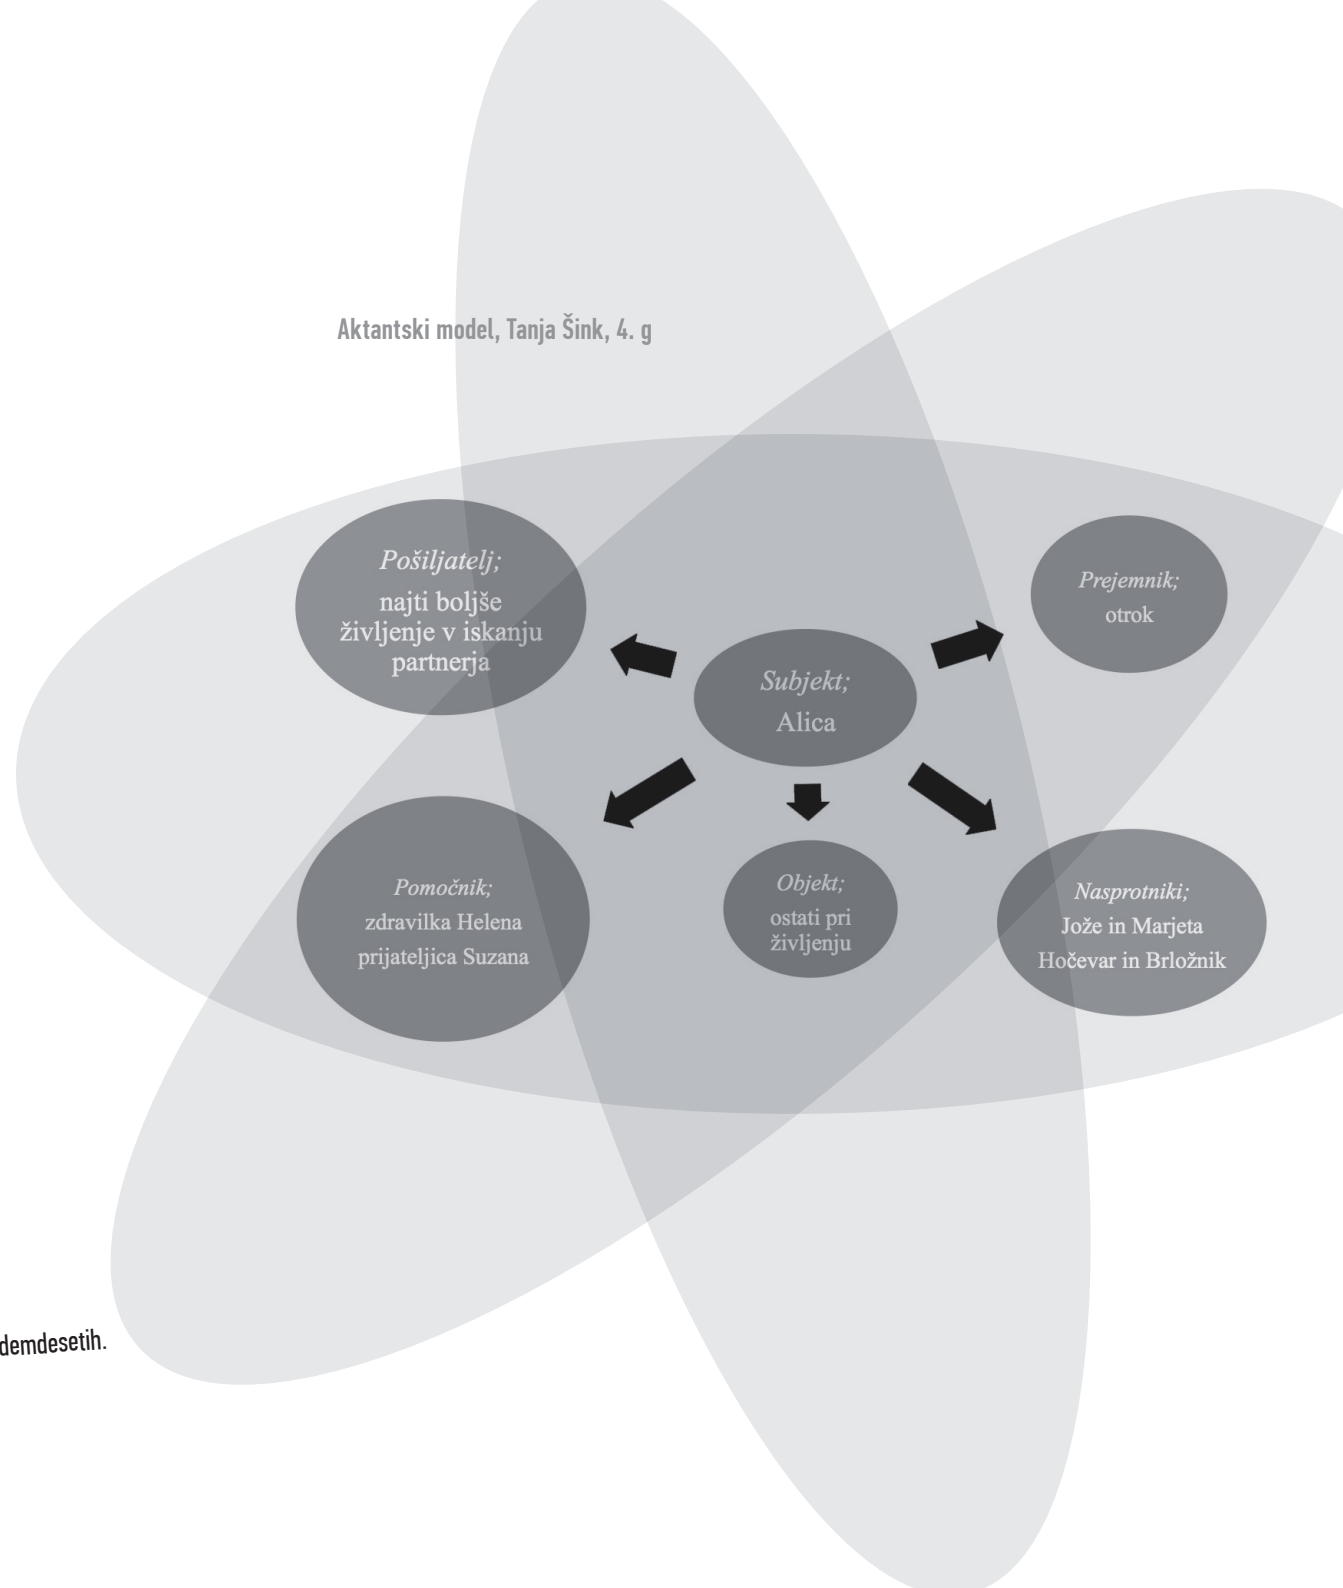 Aktantski model, Tanja Šink, 4. g
Pošiljatelj;
najti boljše
življenje v iskanju
partnerja
Prejemnik;
otrok
Subjekt;
Alica
Pomočnik;
zdravilka Helena
prijateljica Suzana
Objekt;
ostati pri
življenju
Nasprotniki;
Jože in Marjeta
Hočevar in Brložnik
demdesetih.